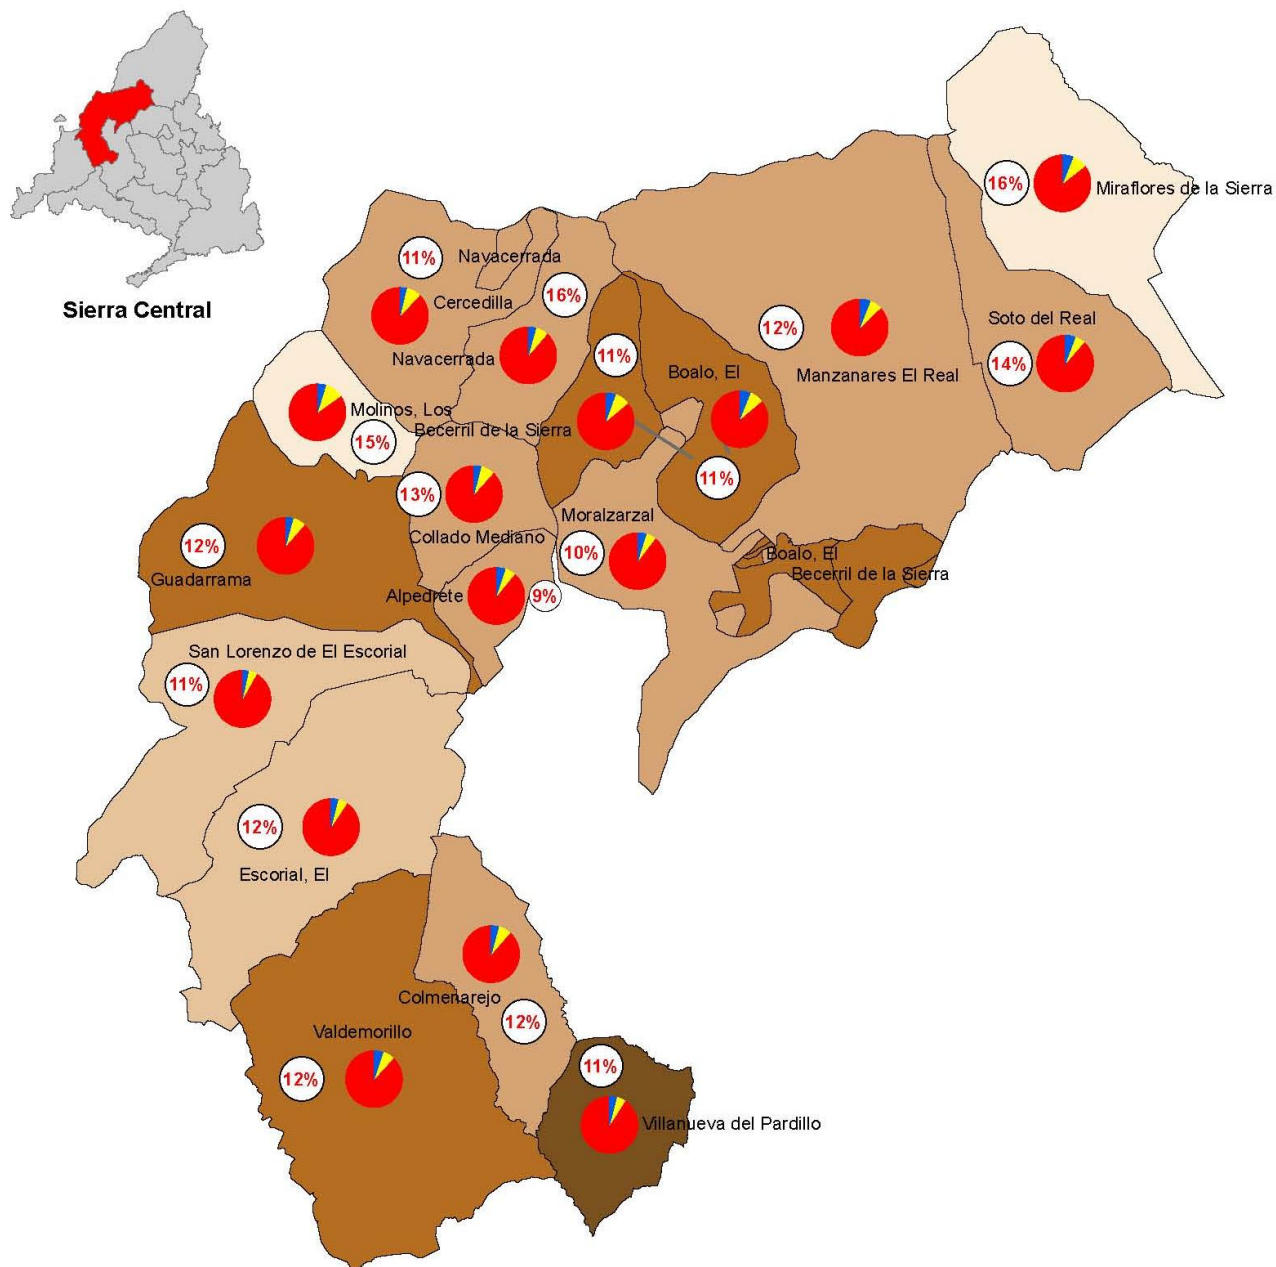 Sierra Central
16%
Miraflores de la Sierra
11%
Navacerrada
Cercedilla
16%
Navacerrada
11%
Boalo, El
12%
Manzanares El Real
Soto del Real
14%
Molinos, Los
15%
Becerril de la Sierra
11%
13%
Collado Mediano
Moralzarzal
10%
12%
Guadarrama
Boalo, El
Becerril de la Sierra
Alpedrete
9%
San Lorenzo de El Escorial
11%
12%
Escorial, El
Colmenarejo
12%
Valdemorillo
12%
11%
Villanueva del Pardillo